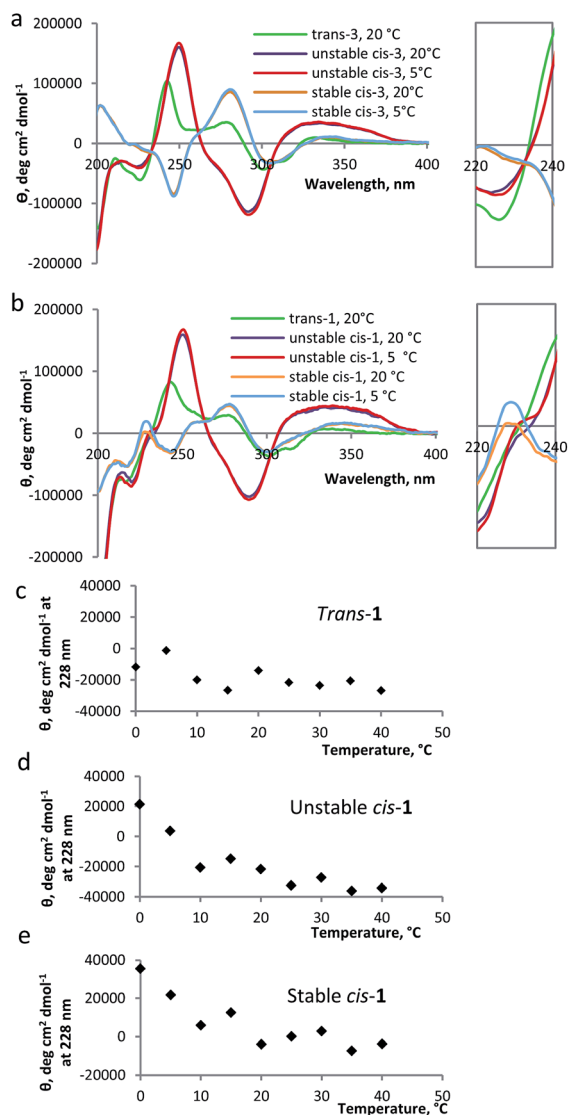 a
200000
100000
0
-100000
-200000
θ, deg cm² dmol⁻¹
200
250
300
350
400
Wavelength, nm
trans-3, 20 °C
unstable cis-3, 20°C
unstable cis-3, 5°C
stable cis-3, 20°C
stable cis-3, 5°C
220
240
b
200000
100000
0
-100000
-200000
θ, deg cm² dmol⁻¹
200
250
300
350
400
Wavelength, nm
trans-1, 20°C
unstable cis-1, 20 °C
unstable cis-1, 5 °C
stable cis-1, 20 °C
stable cis-1, 5 °C
220
240
c
40000
20000
0
-20000
-40000
θ, deg cm² dmol⁻¹ at
228 nm
Trans-1
0
10
20
30
40
50
Temperature, °C
d
40000
20000
0
-20000
-40000
θ, deg cm² dmol⁻¹
at 228 nm
Unstable cis-1
0
10
20
30
40
50
Temperature, °C
e
40000
20000
0
-20000
θ, deg cm² dmol⁻¹
at 228 nm
Stable cis-1
0
10
20
30
40
50
Temperature, °C